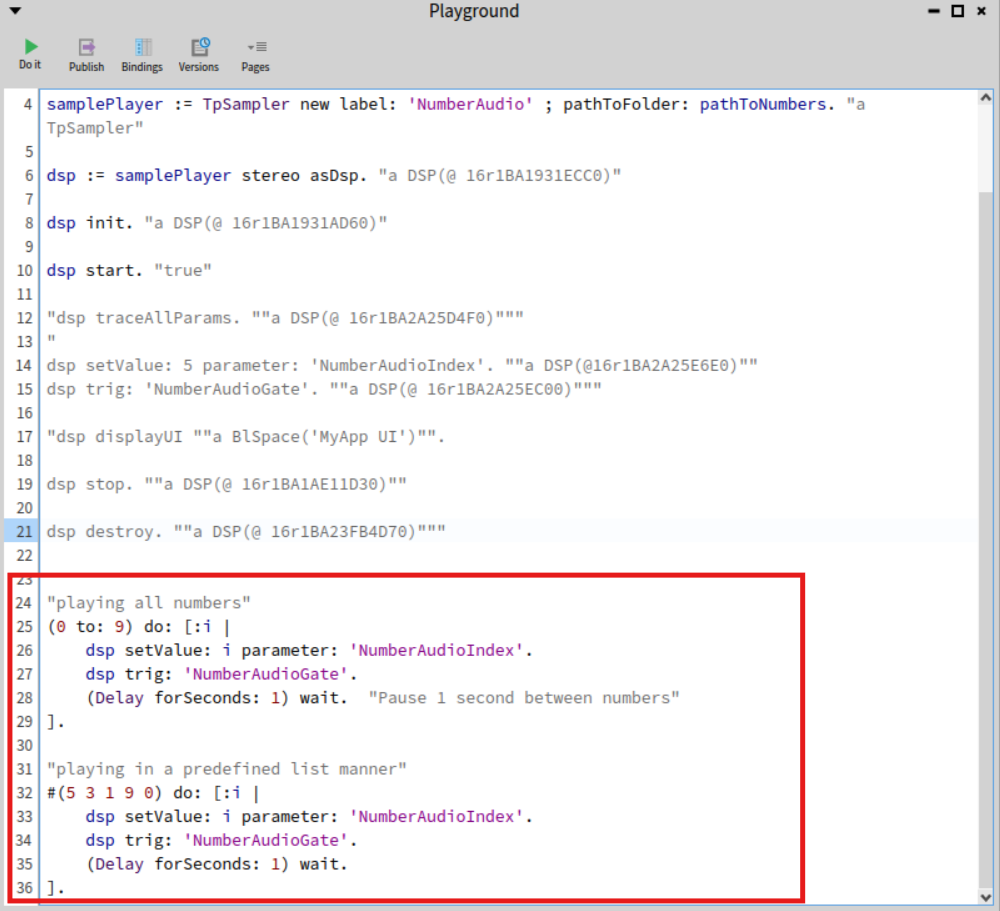 Playground
Do it
Publish
Bindings
Versions
Pages
4 samplePlayer := TpSampler new label: 'NumberAudio' ; pathToFolder: pathToNumbers. "a
TpSampler"
5
6 dsp := samplePlayer stereo asDsp. "a DSP(@ 16r1BA1931ECC0)"
7
8 dsp init. "a DSP(@ 16r1BA1931AD60)"
9
10 dsp start. "true"
11
12 "dsp traceAllParams. ""a DSP(@ 16r1BA2A25D4F0)"""
13 "
14 dsp setValue: 5 parameter: 'NumberAudioIndex'. ""a DSP(@16r1BA2A25E6E0)""
15 dsp trig: 'NumberAudioGate'. ""a DSP(@ 16r1BA2A25EC00)"""
16
17 "dsp displayUI ""a BlSpace('MyApp UI')"".
18
19 dsp stop. ""a DSP(@ 16r1BA1AE11D30)""
20
21 dsp destroy. ""a DSP(@ 16r1BA23FB4D70)"""
22
23
24 "playing all numbers"
25 (0 to: 9) do: [:i |
26 dsp setValue: i parameter: 'NumberAudioIndex'.
27 dsp trig: 'NumberAudioGate'.
28 (Delay forSeconds: 1) wait. "Pause 1 second between numbers"
29 ].
30
31 "playing in a predefined list manner"
32 #(5 3 1 9 0) do: [:i |
33 dsp setValue: i parameter: 'NumberAudioIndex'.
34 dsp trig: 'NumberAudioGate'.
35 (Delay forSeconds: 1) wait.
36 ].